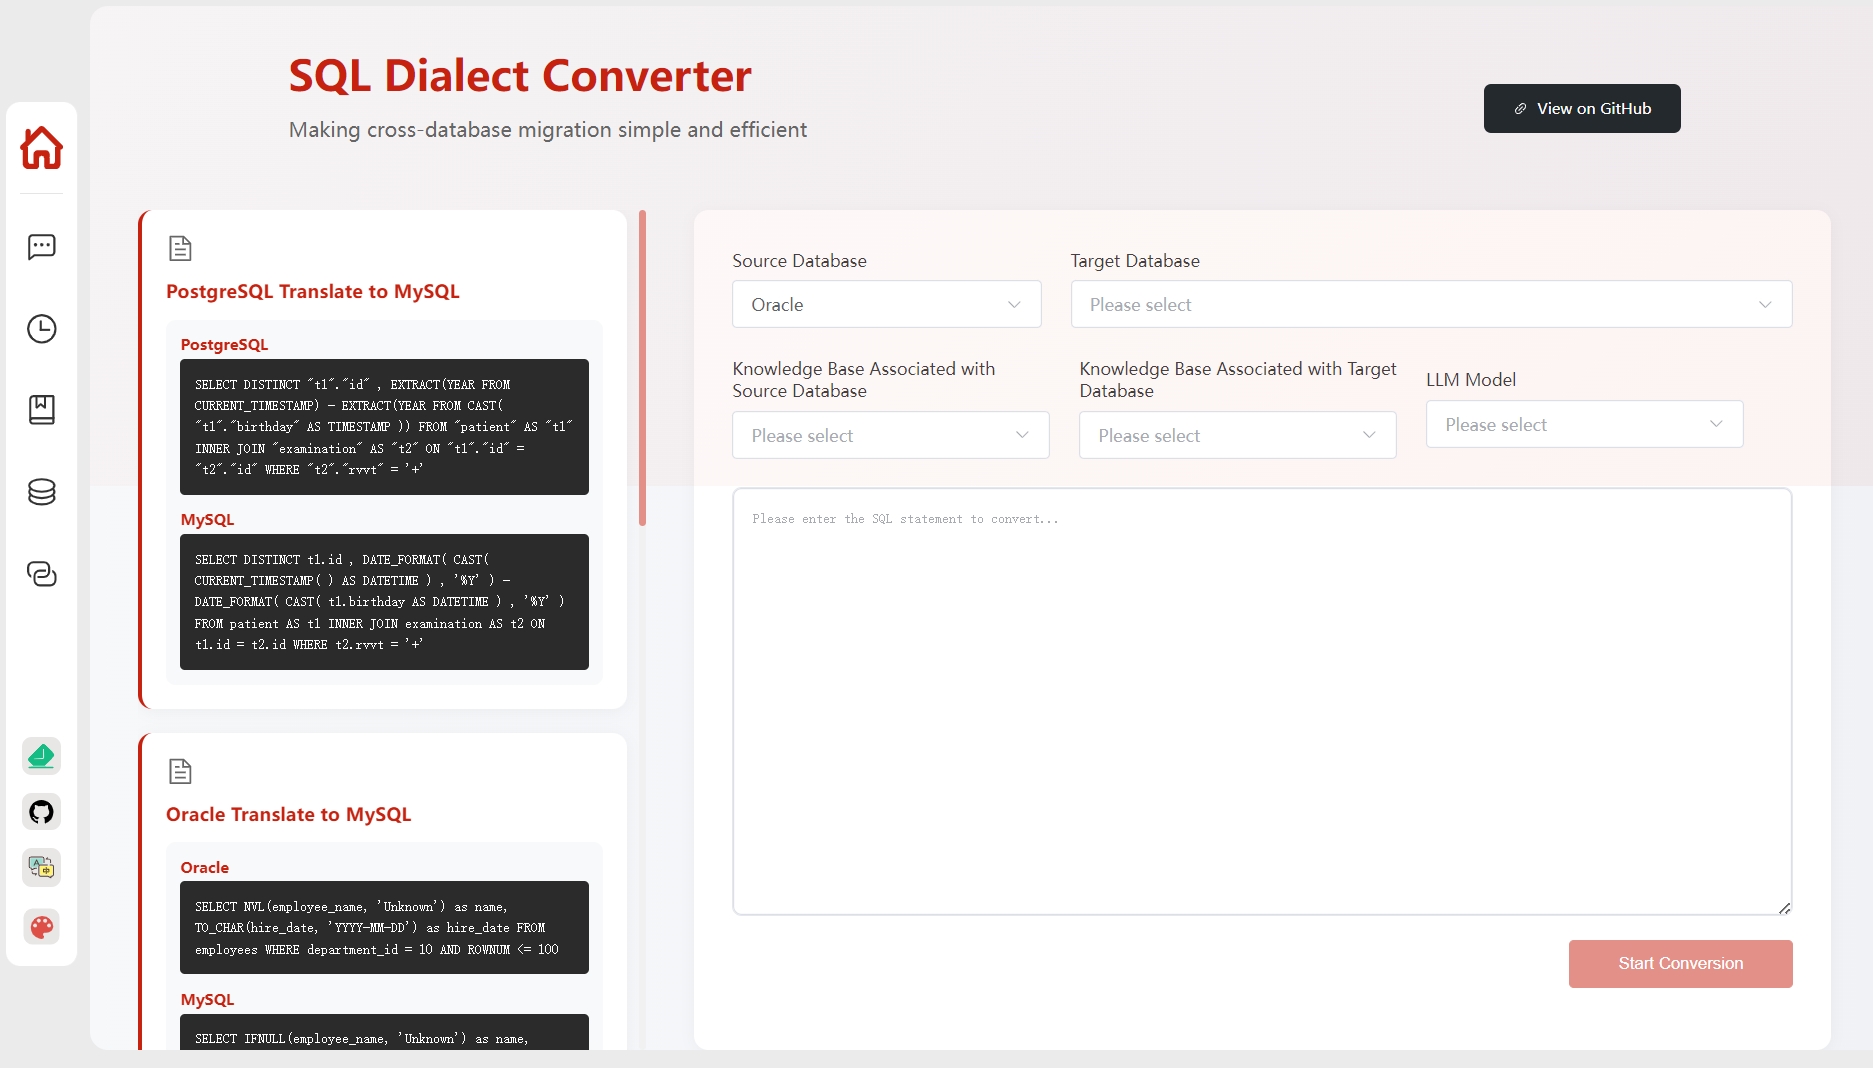 SQL Dialect Converter
Making cross-database migration simple and efficient
View on GitHub
PostgreSQL Translate to MySQL
PostgreSQL
SELECT DISTINCT "t1"."id" , EXTRACT(YEAR FROM
CURRENT_TIMESTAMP) - EXTRACT(YEAR FROM CAST(
"t1"."birthday" AS TIMESTAMP )) FROM "patient" AS "t1"
INNER JOIN "examination" AS "t2" ON "t1"."id" =
"t2"."id" WHERE "t2"."rvvt" = '+'
MySQL
SELECT DISTINCT t1.id , DATE_FORMAT( CAST(
CURRENT_TIMESTAMP( ) AS DATETIME ) , '%Y' ) -
DATE_FORMAT( CAST( t1.birthday AS DATETIME ) , '%Y' )
FROM patient AS t1 INNER JOIN examination AS t2 ON
t1.id = t2.id WHERE t2.rvvt = '+'
Oracle Translate to MySQL
Oracle
SELECT NVL(employee_name, 'Unknown') as name,
TO_CHAR(hire_date, 'YYYY-MM-DD') as hire_date FROM
employees WHERE department_id = 10 AND ROWNUM <= 100
MySQL
SELECT IFNULL(employee_name, 'Unknown') as name,
Source Database
Target Database
Oracle
Please select
Knowledge Base Associated with
Source Database
Knowledge Base Associated with Target
Database
LLM Model
Please select
Please select
Please select
Please enter the SQL statement to convert...
Start Conversion